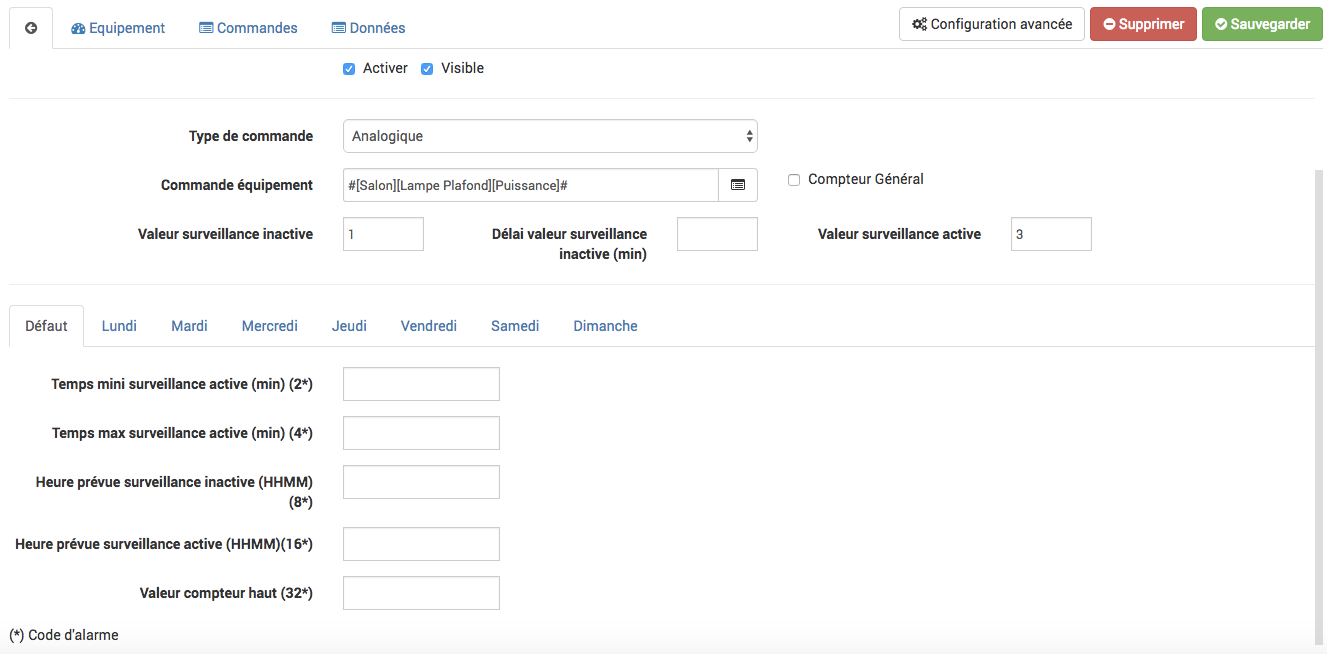 Equipement Commandes Données Configuration avancée Supprimer Sauvegarder
Activer Visible
Type de commande Analogique
Commande équipement #[Salon][Lampe Plafond][Puissance]# Compteur Général
Valeur surveillance inactive 1 Délai valeur surveillance inactive (min) Valeur surveillance active 3
Défaut Lundi Mardi Mercredi Jeudi Vendredi Samedi Dimanche
Temps mini surveillance active (min) (2*)
Temps max surveillance active (min) (4*)
Heure prévue surveillance inactive (HHMM)
(8*)
Heure prévue surveillance active (HHMM)(16*)
Valeur compteur haut (32*)
(*) Code d'alarme